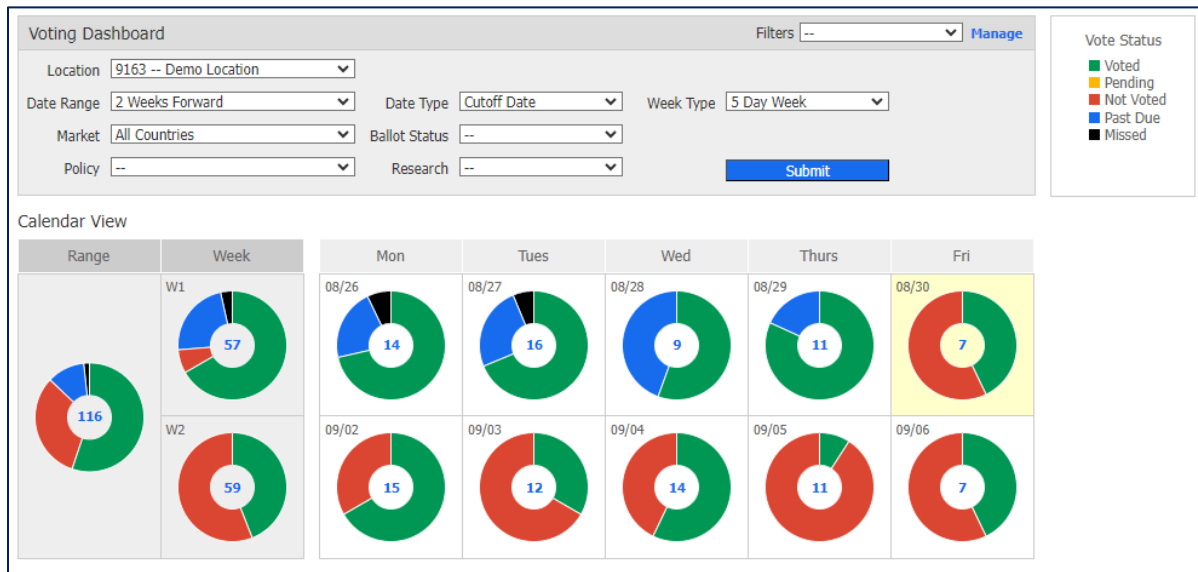 Voting Dashboard Filters -- Manage
Location 9163 -- Demo Location
Date Range 2 Weeks Forward Date Type Cutoff Date Week Type 5 Day Week
Market All Countries Ballot Status --
Policy -- Research -- Submit
Vote Status
Voted
Pending
Not Voted
Past Due
Missed
Calendar View
Range Week Mon Tues Wed Thurs Fri
W1 08/26 08/27 08/28 08/29 08/30
57 14 16 9 11 7
116
W2 09/02 09/03 09/04 09/05 09/06
59 15 12 14 11 7